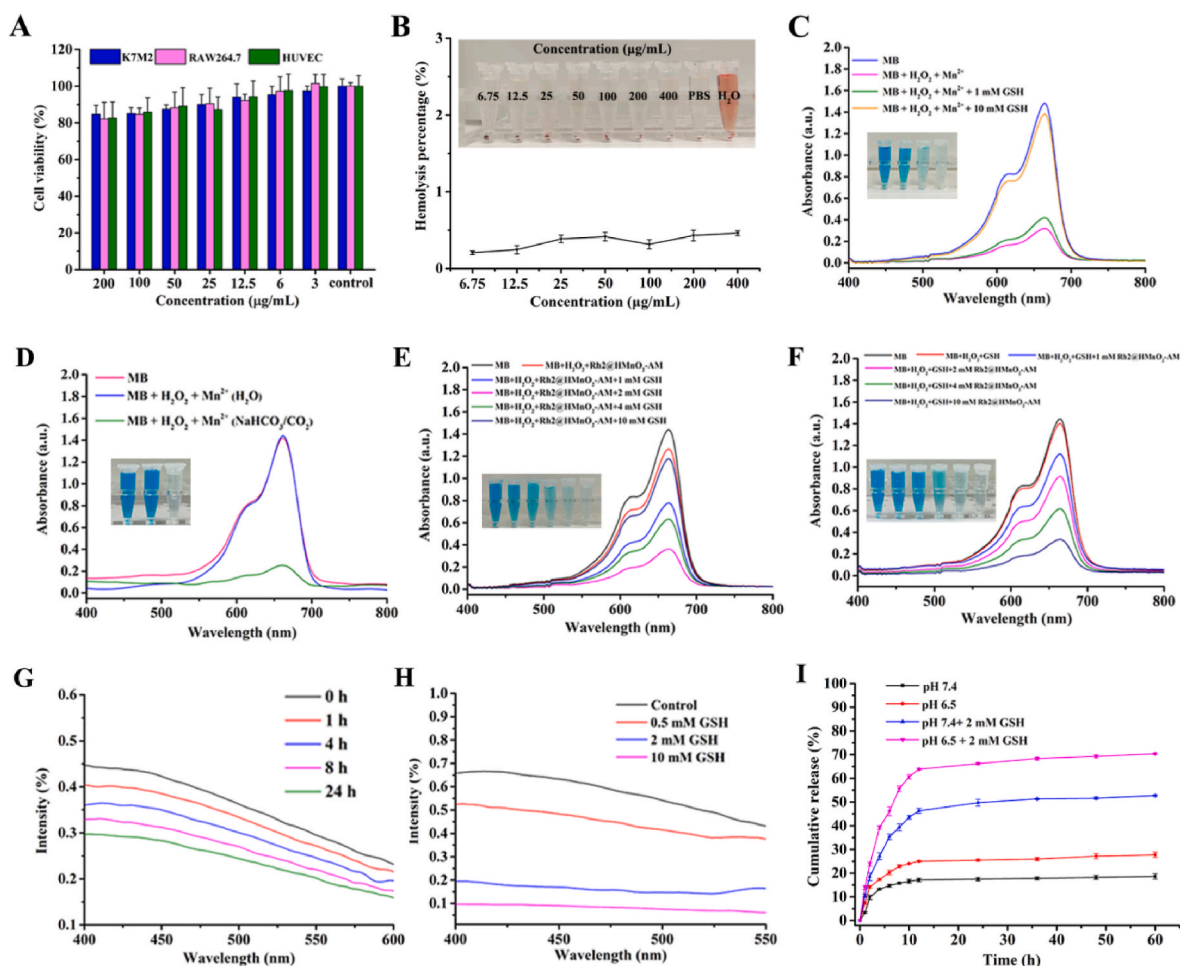 A
K7M2 RAW264.7 HUVEC
Cell viability (%)
120
100
80
60
40
20
0
200 100 50 25 12.5 6 3 control
Concentration (μg/mL)
B
Concentration (μg/mL)
6.75 12.5 25 50 100 200 400 PBS H₂O
Hemolysis percentage (%)
3
2
1
0
6.75 12.5 25 50 100 200 400
Concentration (μg/mL)
C
MB
MB + H₂O₂ + Mn²⁺
MB + H₂O₂ + Mn²⁺ + 1 mM GSH
MB + H₂O₂ + Mn²⁺ + 10 mM GSH
Absorbance (a.u.)
2.0
1.8
1.6
1.4
1.2
1.0
0.8
0.6
0.4
0.2
0.0
400 500 600 700 800
Wavelength (nm)
D
MB
MB + H₂O₂ + Mn²⁺ (H₂O)
MB + H₂O₂ + Mn²⁺ (NaHCO₃/CO₂)
Absorbance (a.u.)
2.0
1.8
1.6
1.4
1.2
1.0
0.8
0.6
0.4
0.2
0.0
400 500 600 700 800
Wavelength (nm)
E
MB MB+H₂O₂+Rh2@HMnO₂-AM
MB+H₂O₂+Rh2@HMnO₂-AM+1 mM GSH
MB+H₂O₂+Rh2@HMnO₂-AM+2 mM GSH
MB+H₂O₂+Rh2@HMnO₂-AM+4 mM GSH
MB+H₂O₂+Rh2@HMnO₂-AM+10 mM GSH
Absorbance (a.u.)
2.0
1.8
1.6
1.4
1.2
1.0
0.8
0.6
0.4
0.2
0.0
400 500 600 700 800
Wavelength (nm)
F
MB MB+H₂O₂+GSH MB+H₂O₂+GSH+1 mM Rh2@HMnO₂-AM
MB+H₂O₂+GSH+2 mM Rh2@HMnO₂-AM
MB+H₂O₂+GSH+4 mM Rh2@HMnO₂-AM
MB+H₂O₂+GSH+10 mM Rh2@HMnO₂-AM
Absorbance (a.u.)
2.0
1.8
1.6
1.4
1.2
1.0
0.8
0.6
0.4
0.2
0.0
400 500 600 700 800
Wavelength (nm)
G
0 h
1 h
4 h
8 h
24 h
Intensity (%)
0.6
0.5
0.4
0.3
0.2
0.1
400 450 500 550 600
Wavelength (nm)
H
Control
0.5 mM GSH
2 mM GSH
10 mM GSH
Intensity (%)
1.0
0.9
0.8
0.7
0.6
0.5
0.4
0.3
0.2
0.1
400 450 500 550
Wavelength (nm)
I
pH 7.4
pH 6.5
pH 7.4+ 2 mM GSH
pH 6.5 + 2 mM GSH
Cumulative release (%)
100
90
80
70
60
50
40
30
20
10
0
0 10 20 30 40 50 60
Time (h)